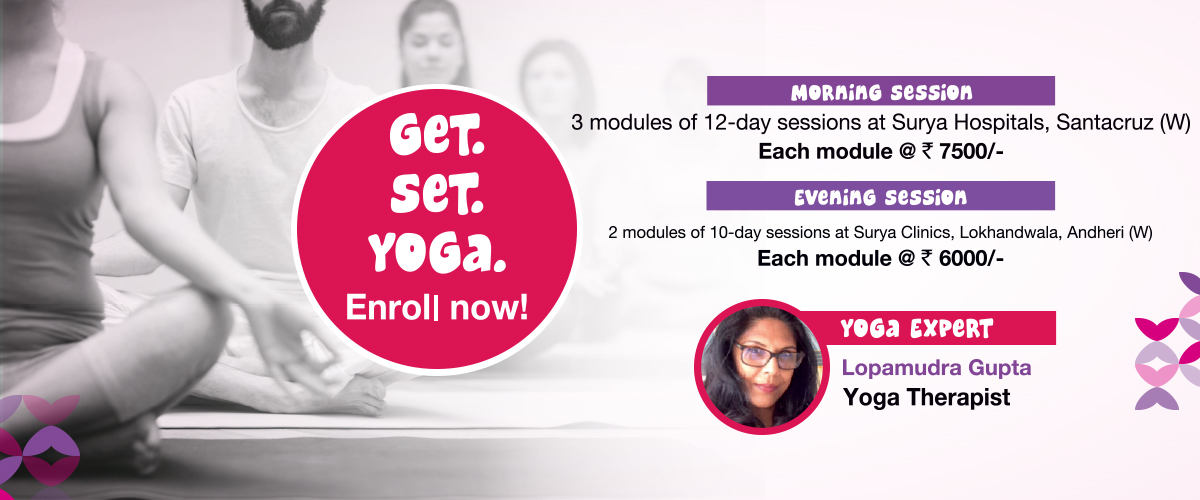 Get.
Set.
Yoga.
Enroll now!
Morning Session
3 modules of 12-day sessions at Surya Hospitals, Santacruz (W)
Each module @ ₹ 7500/-
Evening Session
2 modules of 10-day sessions at Surya Clinics, Lokhandwala, Andheri (W)
Each module @ ₹ 6000/-
Yoga Expert
Lopamudra Gupta
Yoga Therapist